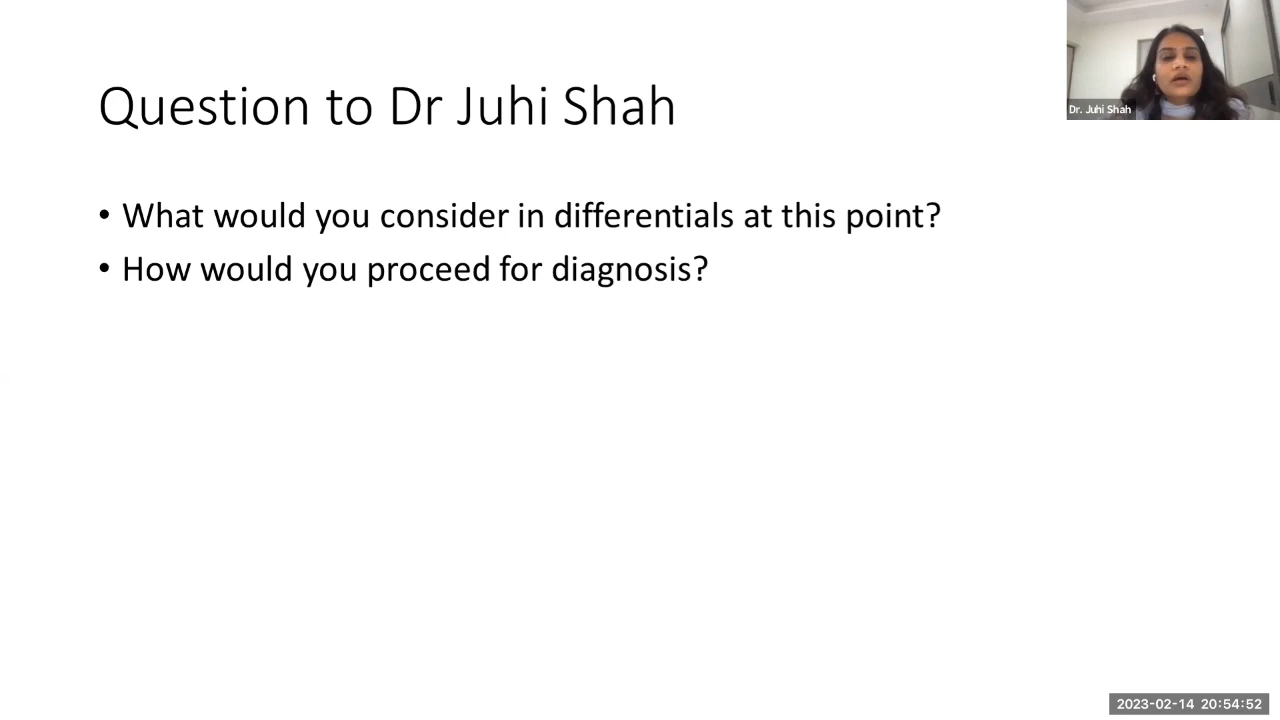 Question to Dr Juhi Shah
Dr. Juhi Shah
• What would you consider in differentials at this point?
• How would you proceed for diagnosis?
2023-02-14 20:54:52